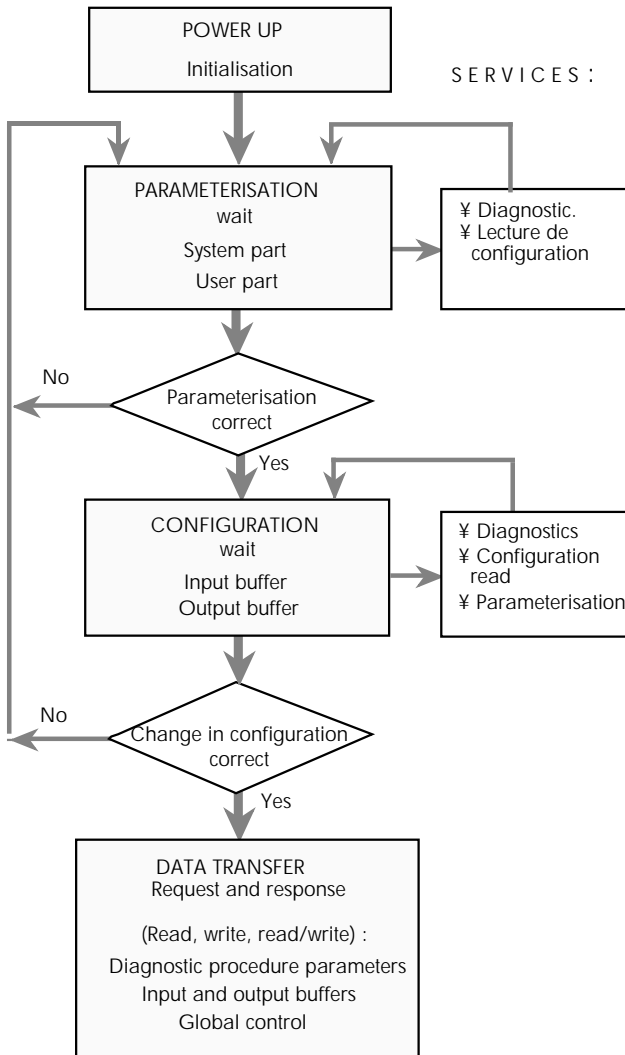 POWER UP
Initialisation
SERVICES:
PARAMETERISATION
wait
System part
User part
¥ Diagnostic.
¥ Lecture de
configuration
No
Parameterisation
correct
Yes
CONFIGURATION
wait
Input buffer
Output buffer
¥ Diagnostics
¥ Configuration
read
¥ Parameterisation
No
Change in configuration
correct
Yes
DATA TRANSFER
Request and response
(Read, write, read/write) :
Diagnostic procedure parameters
Input and output buffers
Global control